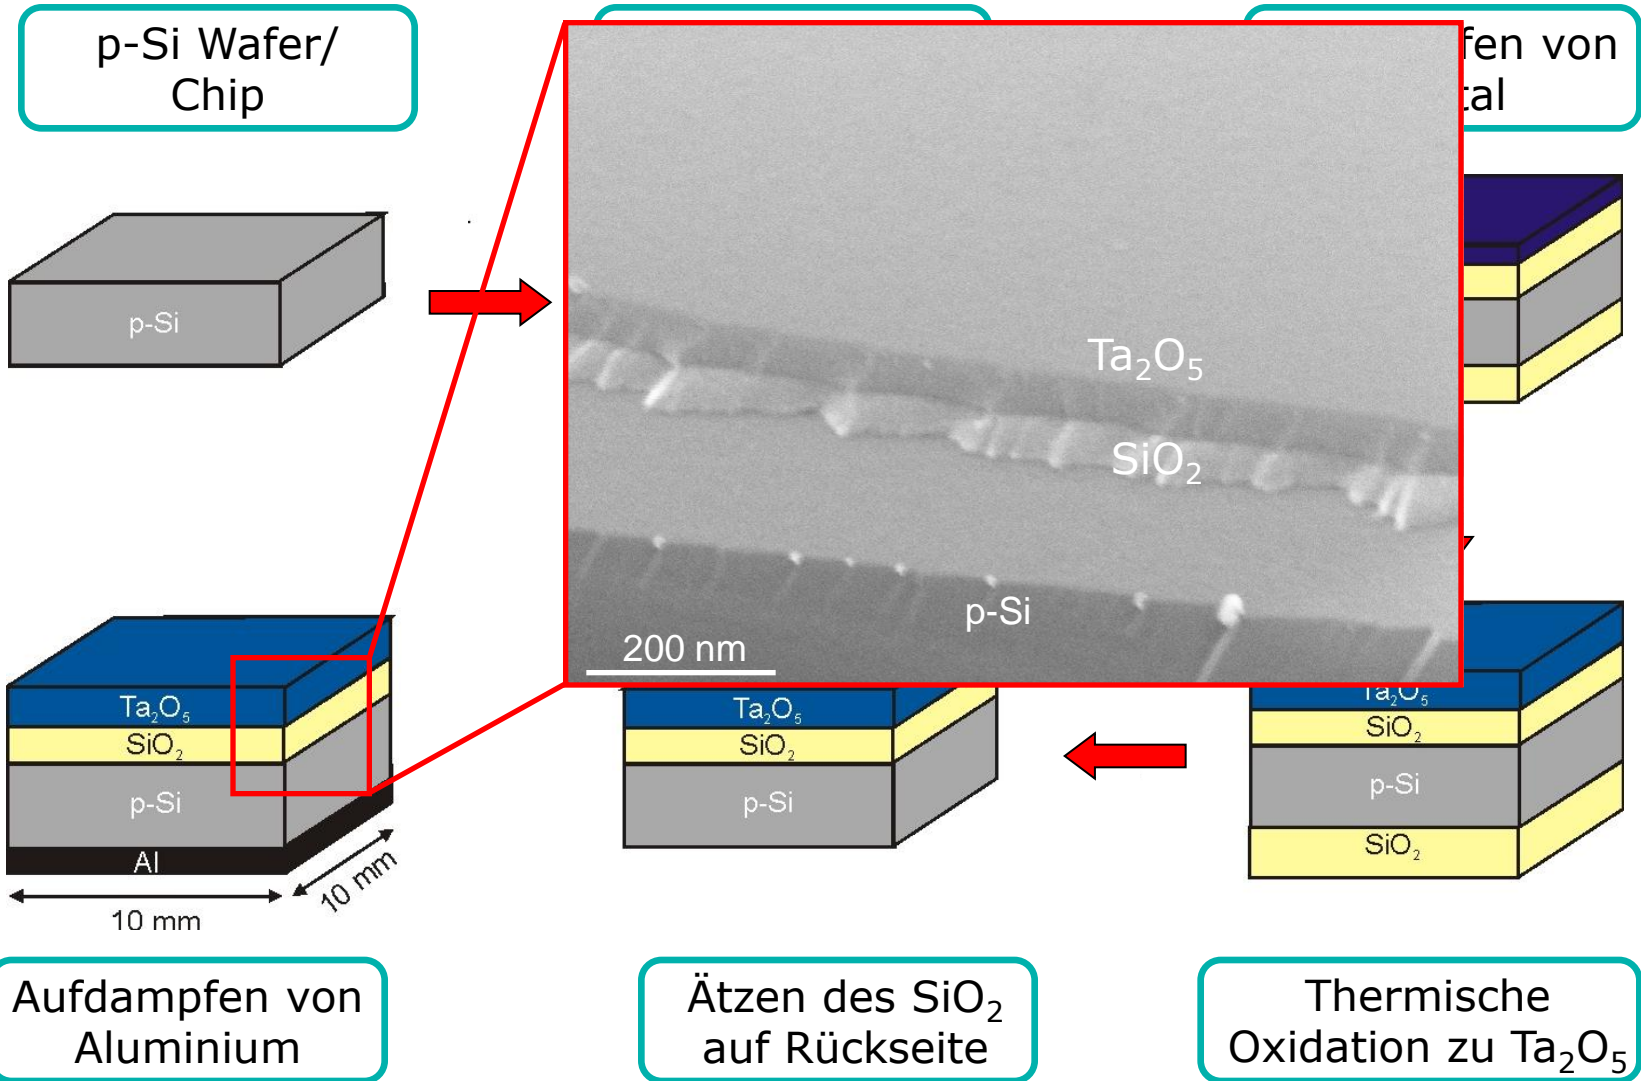 p-Si Wafer/
Chip
fen von
tal
p-Si
Ta₂O₅
SiO₂
p-Si
200 nm
Ta₂O₅
SiO₂
p-Si
Al
10 mm
10 mm
Ta₂O₅
SiO₂
p-Si
Ta₂O₅
SiO₂
p-Si
SiO₂
Aufdampfen von
Aluminium
Ätzen des SiO₂
auf Rückseite
Thermische
Oxidation zu Ta₂O₅